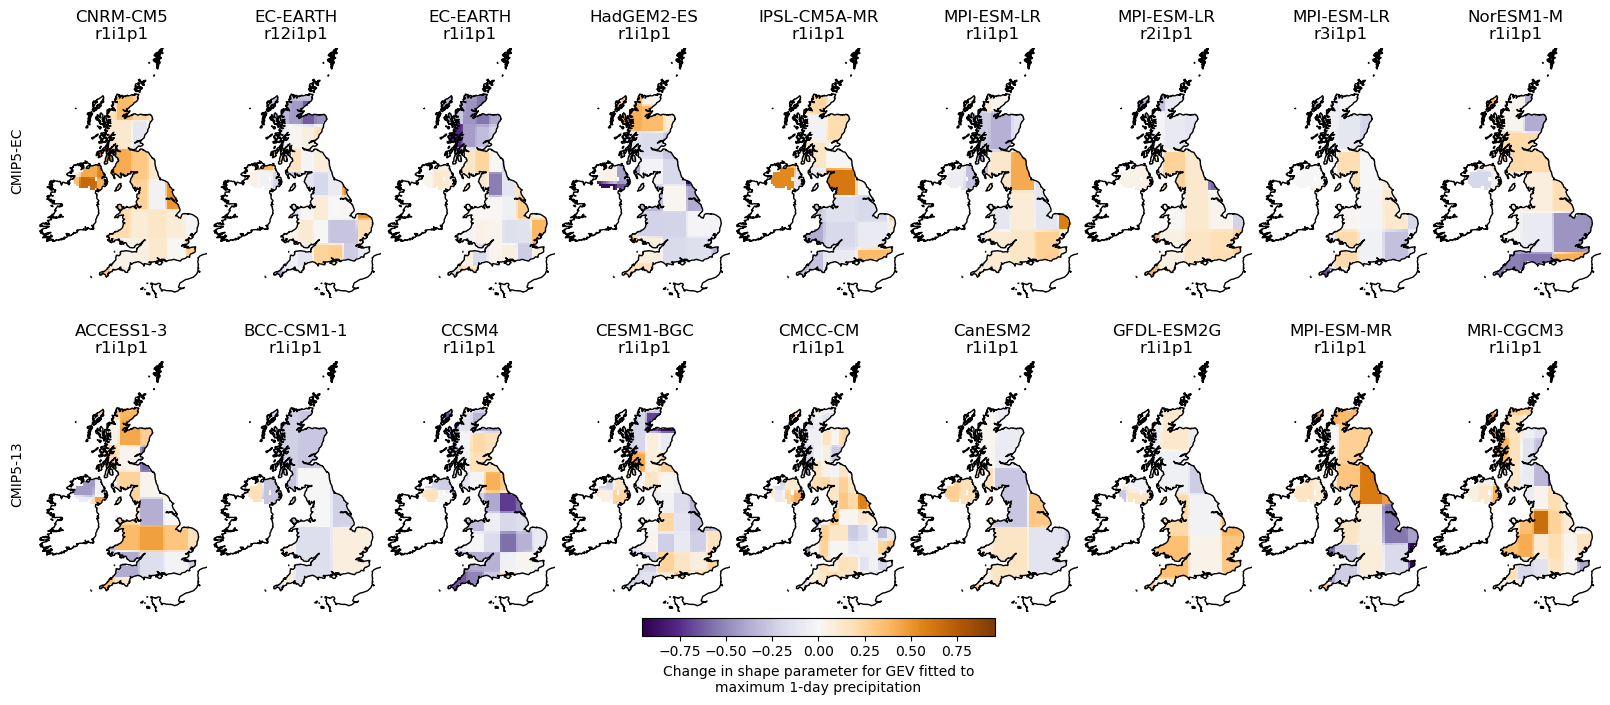 CNRM-CM5 EC-EARTH EC-EARTH HadGEM2-ES IPSL-CM5A-MR MPI-ESM-LR MPI-ESM-LR MPI-ESM-LR NorESM1-M
r1i1p1 r12i1p1 r1i1p1 r1i1p1 r1i1p1 r1i1p1 r2i1p1 r3i1p1 r1i1p1
CMIP5-EC
ACCESS1-3 BCC-CSM1-1 CCSM4 CESM1-BGC CMCC-CM CanESM2 GFDL-ESM2G MPI-ESM-MR MRI-CGCM3
r1i1p1 r1i1p1 r1i1p1 r1i1p1 r1i1p1 r1i1p1 r1i1p1 r1i1p1 r1i1p1
CMIP5-13
−0.75 −0.50 −0.25 0.00 0.25 0.50 0.75
Change in shape parameter for GEV fitted to
maximum 1-day precipitation